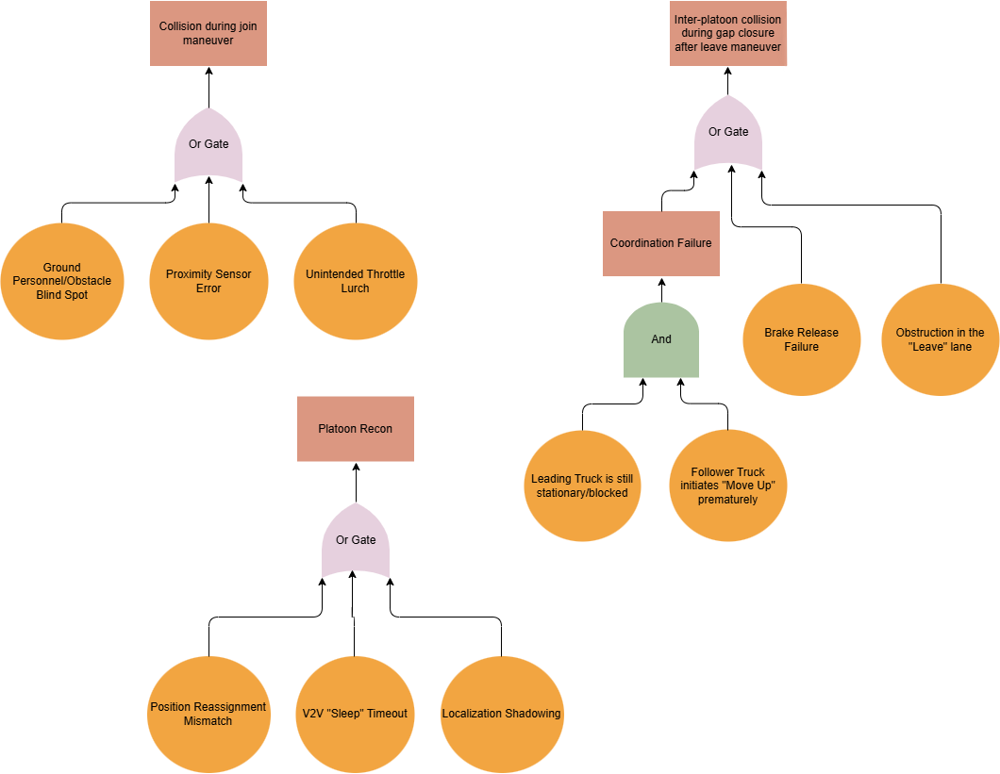 Collision during join
maneuver
Or Gate
Ground
Personnel/Obstacle
Blind Spot
Proximity Sensor
Error
Unintended Throttle
Lurch
Inter-platoon collision
during gap closure
after leave maneuver
Or Gate
Coordination Failure
And
Brake Release
Failure
Obstruction in the
"Leave" lane
Leading Truck is still
stationary/blocked
Follower Truck
initiates "Move Up"
prematurely
Platoon Recon
Or Gate
Position Reassignment
Mismatch
V2V "Sleep" Timeout
Localization Shadowing